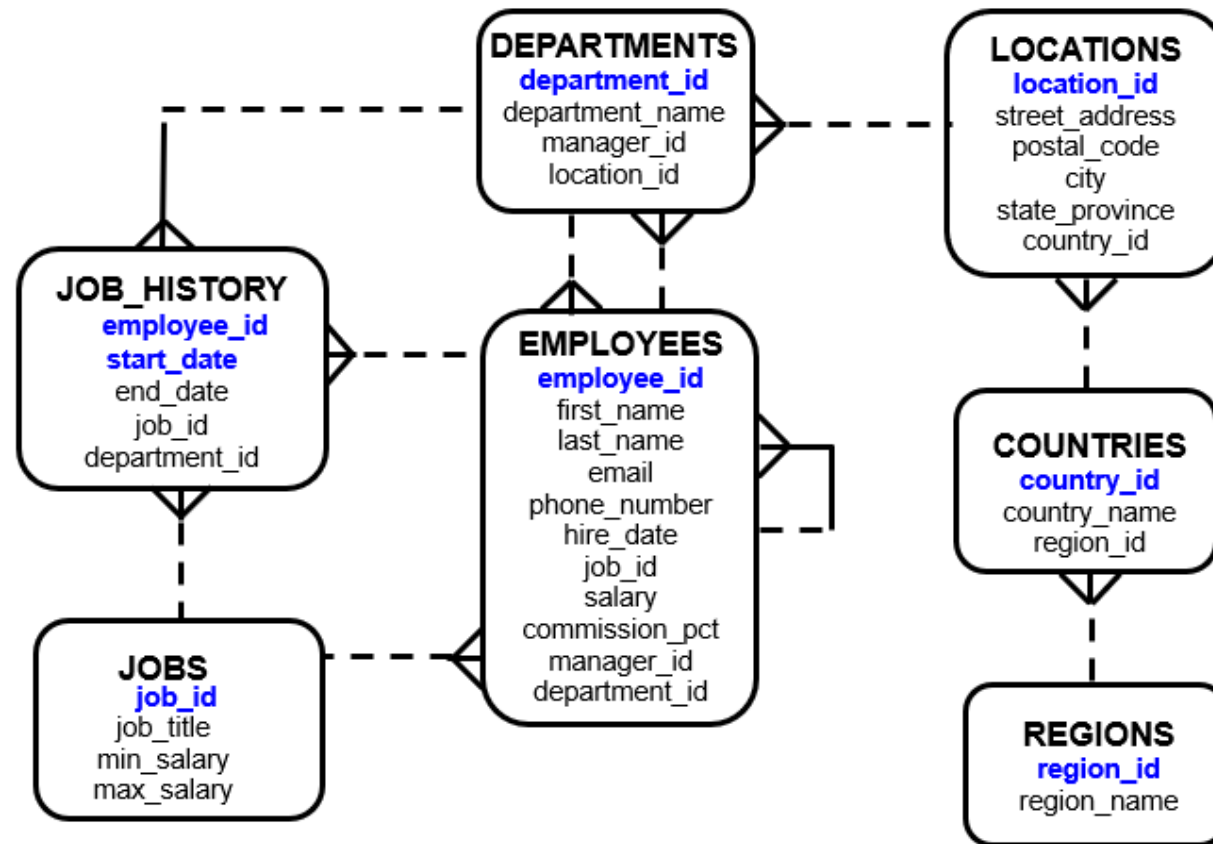 DEPARTMENTS
department_id
department_name
manager_id
location_id
LOCATIONS
location_id
street_address
postal_code
city
state_province
country_id
JOB_HISTORY
employee_id
start_date
end_date
job_id
department_id
EMPLOYEES
employee_id
first_name
last_name
email
phone_number
hire_date
job_id
salary
commission_pct
manager_id
department_id
COUNTRIES
country_id
country_name
region_id
JOBS
job_id
job_title
min_salary
max_salary
REGIONS
region_id
region_name